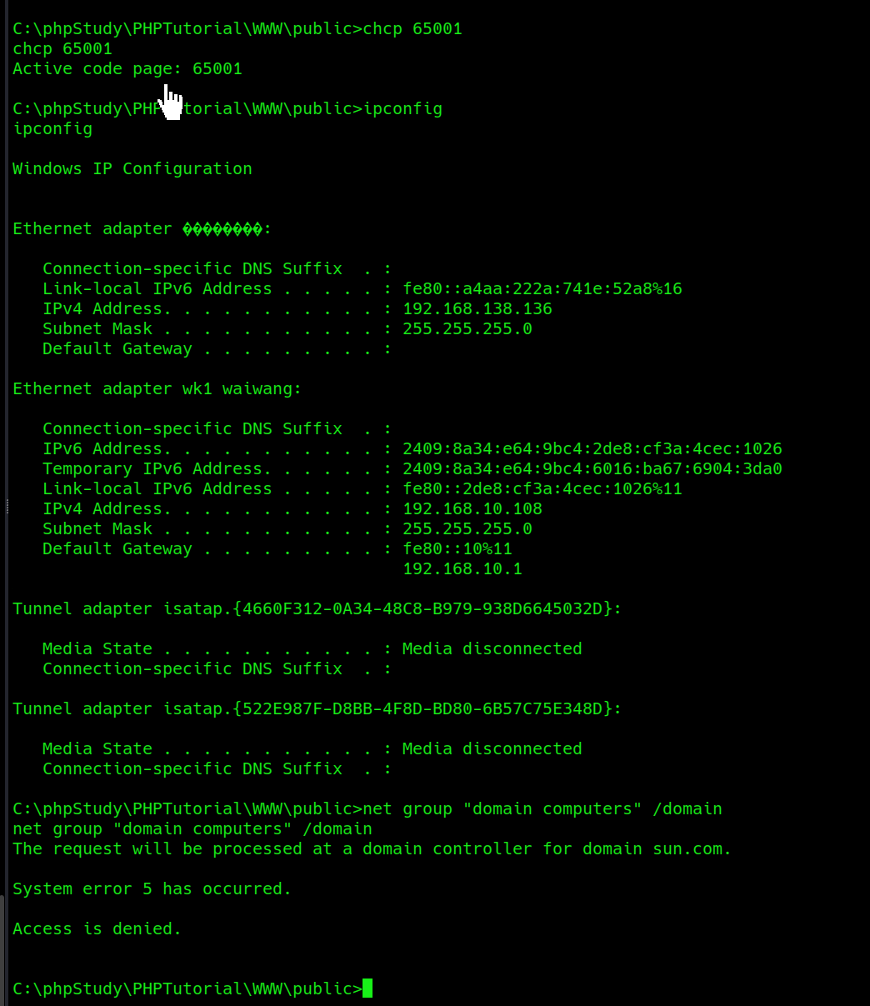 C:\phpStudy\PHPTutorial\WWW\public>chcp 65001
chcp 65001
Active code page: 65001
C:\phpStudy\PHPTutorial\WWW\public>ipconfig
ipconfig
Windows IP Configuration
Ethernet adapter ��������:
Connection-specific DNS Suffix  . :
Link-local IPv6 Address . . . . . : fe80::a4aa:222a:741e:52a8%16
IPv4 Address. . . . . . . . . . . : 192.168.138.136
Subnet Mask . . . . . . . . . . . : 255.255.255.0
Default Gateway . . . . . . . . . :
Ethernet adapter wk1 waiwang:
Connection-specific DNS Suffix  . :
IPv6 Address. . . . . . . . . . . : 2409:8a34:e64:9bc4:2de8:cf3a:4cec:1026
Temporary IPv6 Address. . . . . . : 2409:8a34:e64:9bc4:6016:ba67:6904:3da0
Link-local IPv6 Address . . . . . : fe80::2de8:cf3a:4cec:1026%11
IPv4 Address. . . . . . . . . . . : 192.168.10.108
Subnet Mask . . . . . . . . . . . : 255.255.255.0
Default Gateway . . . . . . . . . : fe80::10%11
192.168.10.1
Tunnel adapter isatap.{4660F312-0A34-48C8-B979-938D6645032D}:
Media State . . . . . . . . . . . : Media disconnected
Connection-specific DNS Suffix  . :
Tunnel adapter isatap.{522E987F-D8BB-4F8D-BD80-6B57C75E348D}:
Media State . . . . . . . . . . . : Media disconnected
Connection-specific DNS Suffix  . :
C:\phpStudy\PHPTutorial\WWW\public>net group "domain computers" /domain
net group "domain computers" /domain
The request will be processed at a domain controller for domain sun.com.
System error 5 has occurred.
Access is denied.
C:\phpStudy\PHPTutorial\WWW\public>